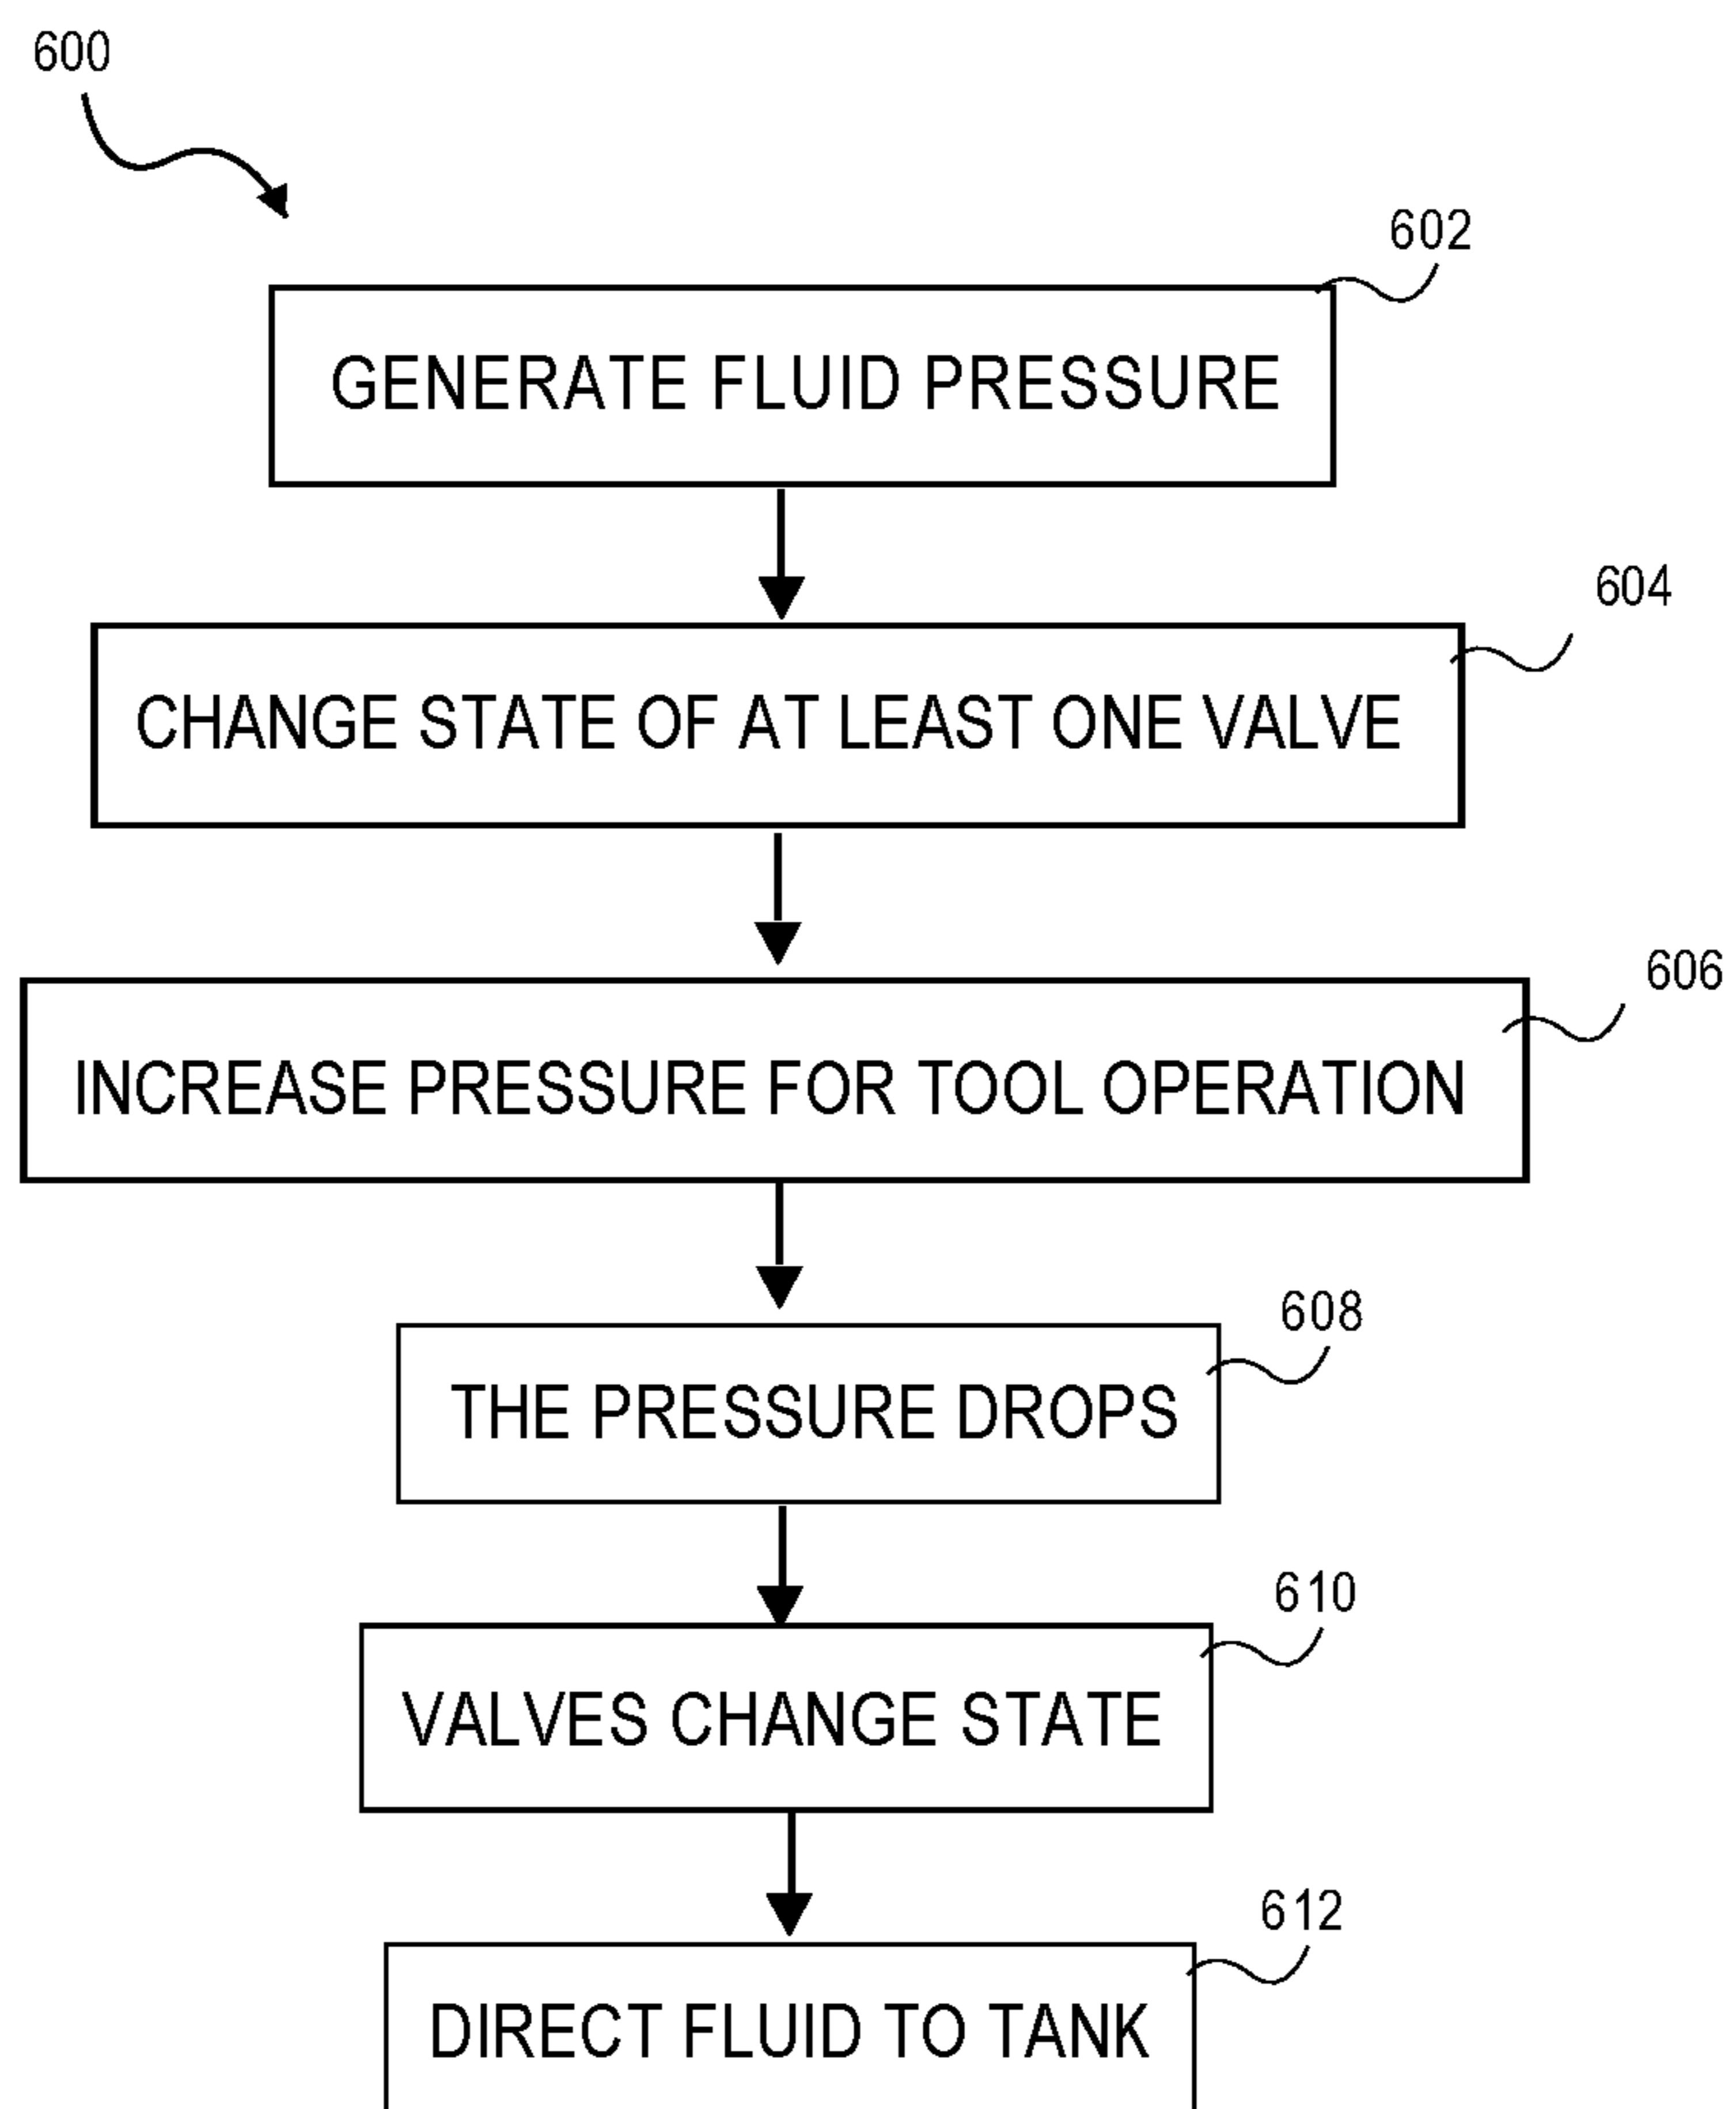 600
602
GENERATE FLUID PRESSURE
604
CHANGE STATE OF AT LEAST ONE VALVE
606
INCREASE PRESSURE FOR TOOL OPERATION
608
THE PRESSURE DROPS
610
VALVES CHANGE STATE
612
DIRECT FLUID TO TANK